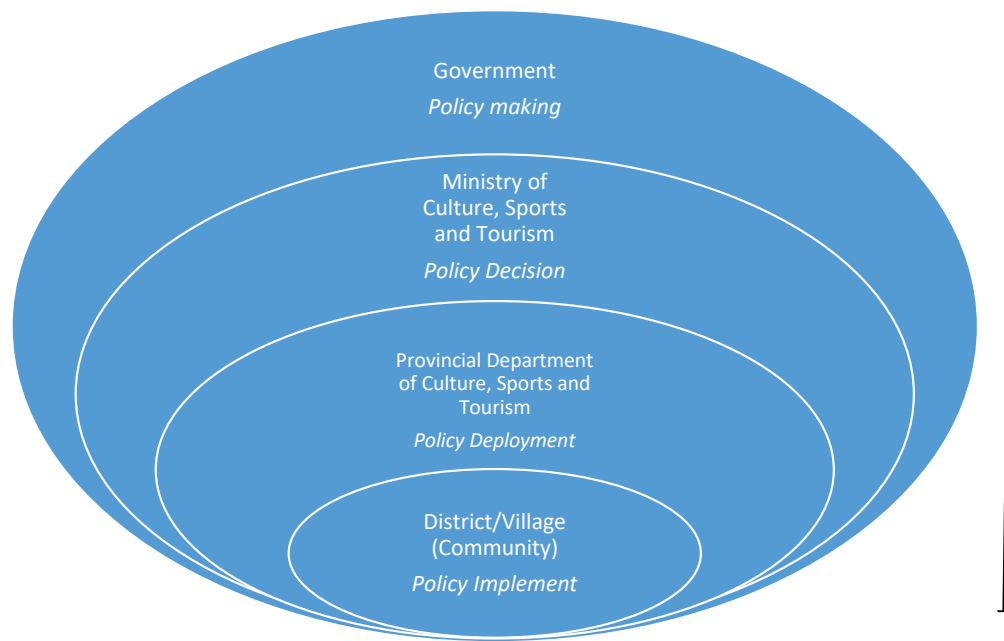 Government
Policy making
Ministry of
Culture, Sports
and Tourism
Policy Decision
Provincial Department
of Culture, Sports and
Tourism
Policy Deployment
District/Village
(Community)
Policy Implement